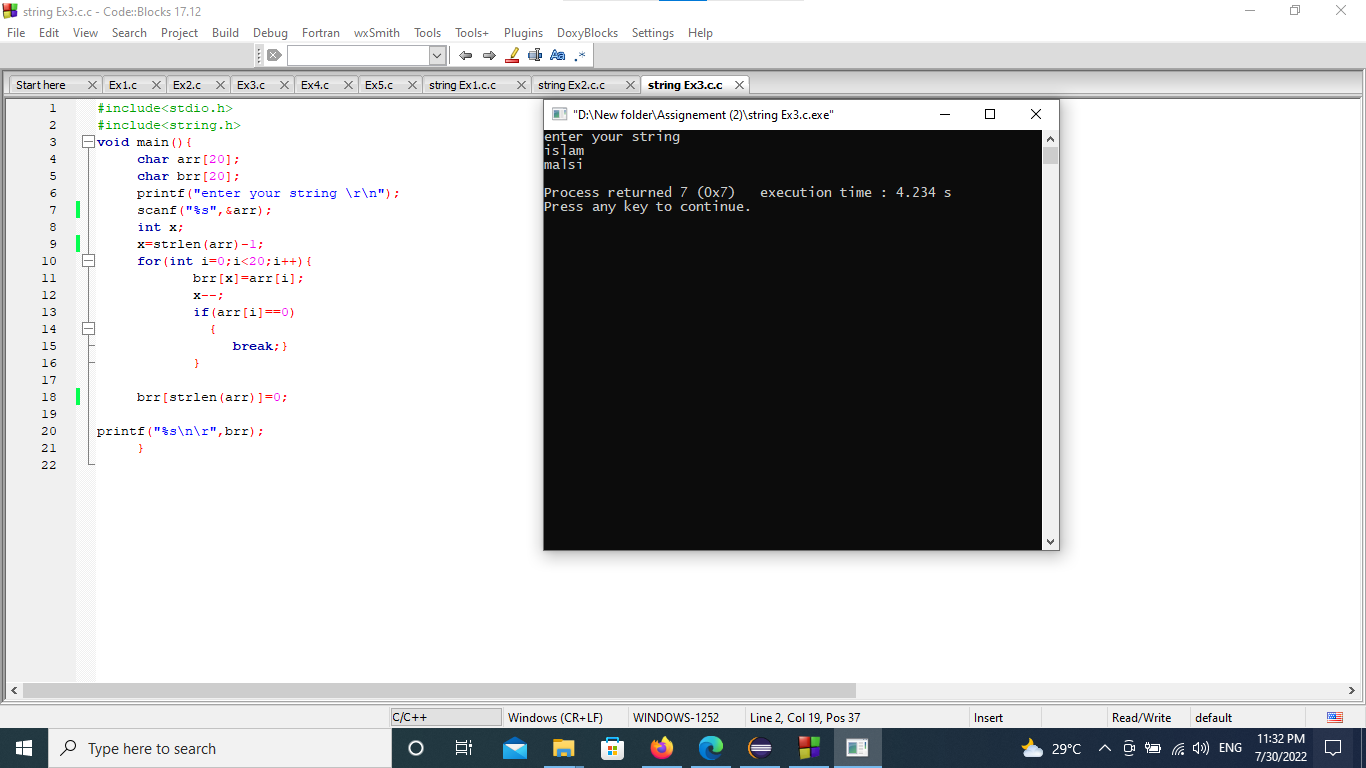 string Ex3.c.c - Code::Blocks 17.12
File Edit View Search Project Build Debug Fortran wxSmith Tools Tools+ Plugins DoxyBlocks Settings Help
Aa .*
Start here Ex1.c Ex2.c Ex3.c Ex4.c Ex5.c string Ex1.c.c string Ex2.c.c string Ex3.c.c
1 #include<stdio.h>
2 #include<string.h>
3 void main(){
4 char arr[20];
5 char brr[20];
6 printf("enter your string \r\n");
7 scanf("%s",&arr);
8 int x;
9 x=strlen(arr)-1;
10 for(int i=0;i<20;i++){
11 brr[x]=arr[i];
12 x--;
13 if(arr[i]==0)
14 {
15 break;}
16 }
17
18 brr[strlen(arr)]=0;
19
20 printf("%s\n\r",brr);
21 }
22
"D:\New folder\Assignement (2)\string Ex3.c.exe"
enter your string
islam
malsi
Process returned 7 (0x7) execution time : 4.234 s
Press any key to continue.
C/C++ Windows (CR+LF) WINDOWS-1252 Line 2, Col 19, Pos 37 Insert Read/Write default
Type here to search
29°C ENG
11:32 PM
7/30/2022